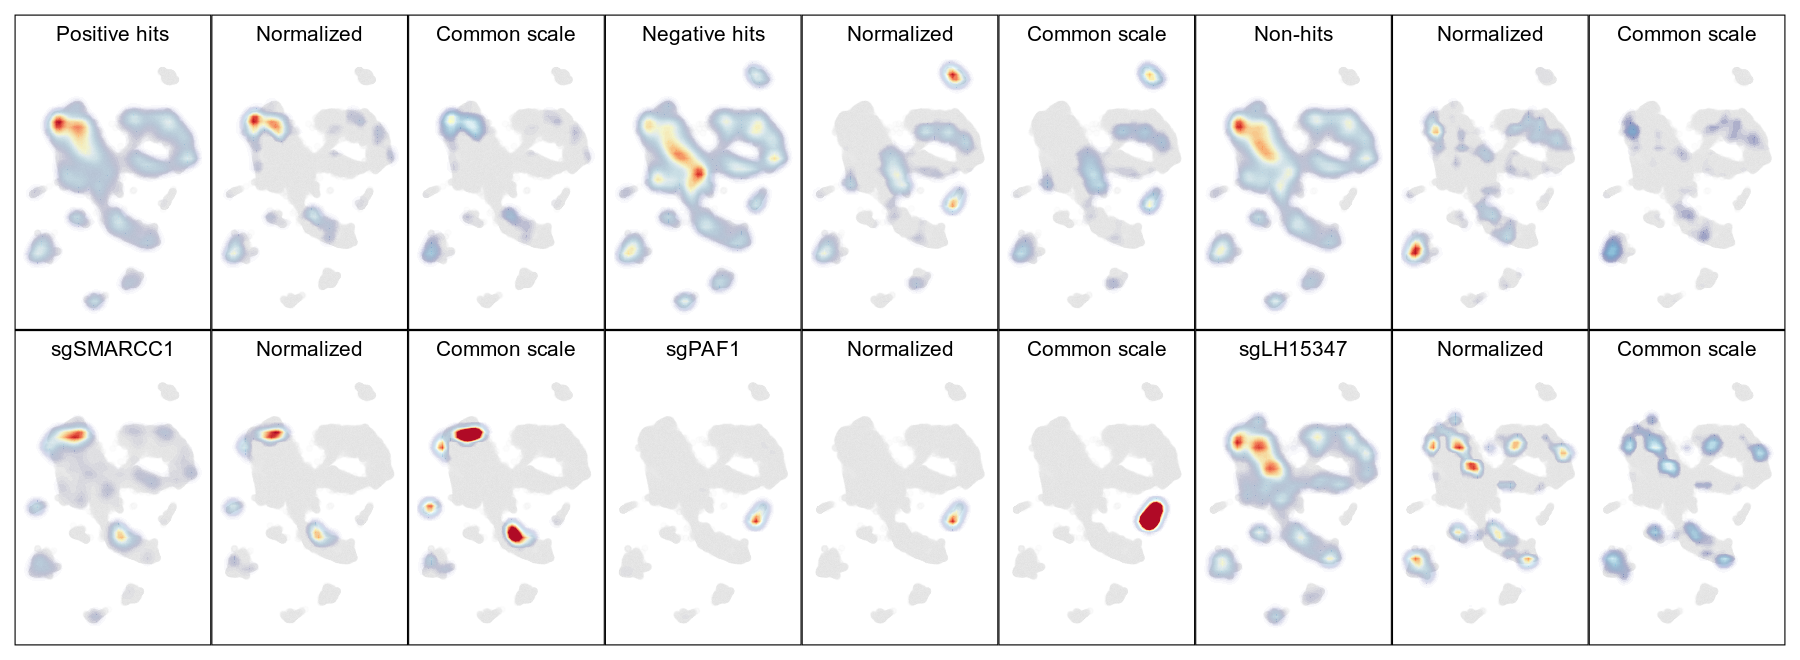 Positive hits Normalized Common scale Negative hits Normalized Common scale Non-hits Normalized Common scale
sgSMARCC1 Normalized Common scale sgPAF1 Normalized Common scale sgLH15347 Normalized Common scale